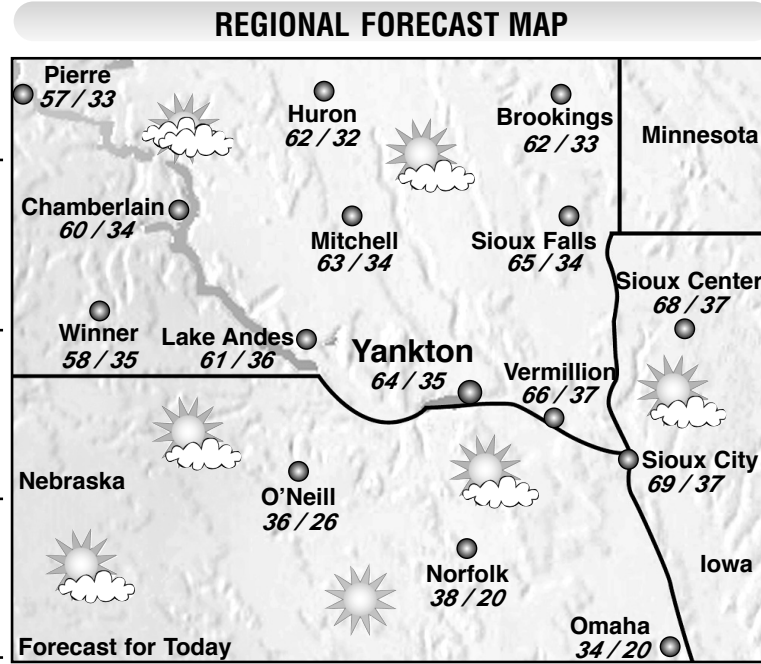 REGIONAL FORECAST MAP
Pierre
57 / 33
Huron
62 / 32
Brookings
62 / 33
Minnesota
Chamberlain
60 / 34
Mitchell
63 / 34
Sioux Falls
65 / 34
Sioux Center
68 / 37
Winner
58 / 35
Lake Andes
61 / 36
Yankton
64 / 35
Vermillion
66 / 37
Nebraska
O'Neill
36 / 26
Sioux City
69 / 37
Norfolk
38 / 20
Iowa
Omaha
34 / 20
Forecast for Today